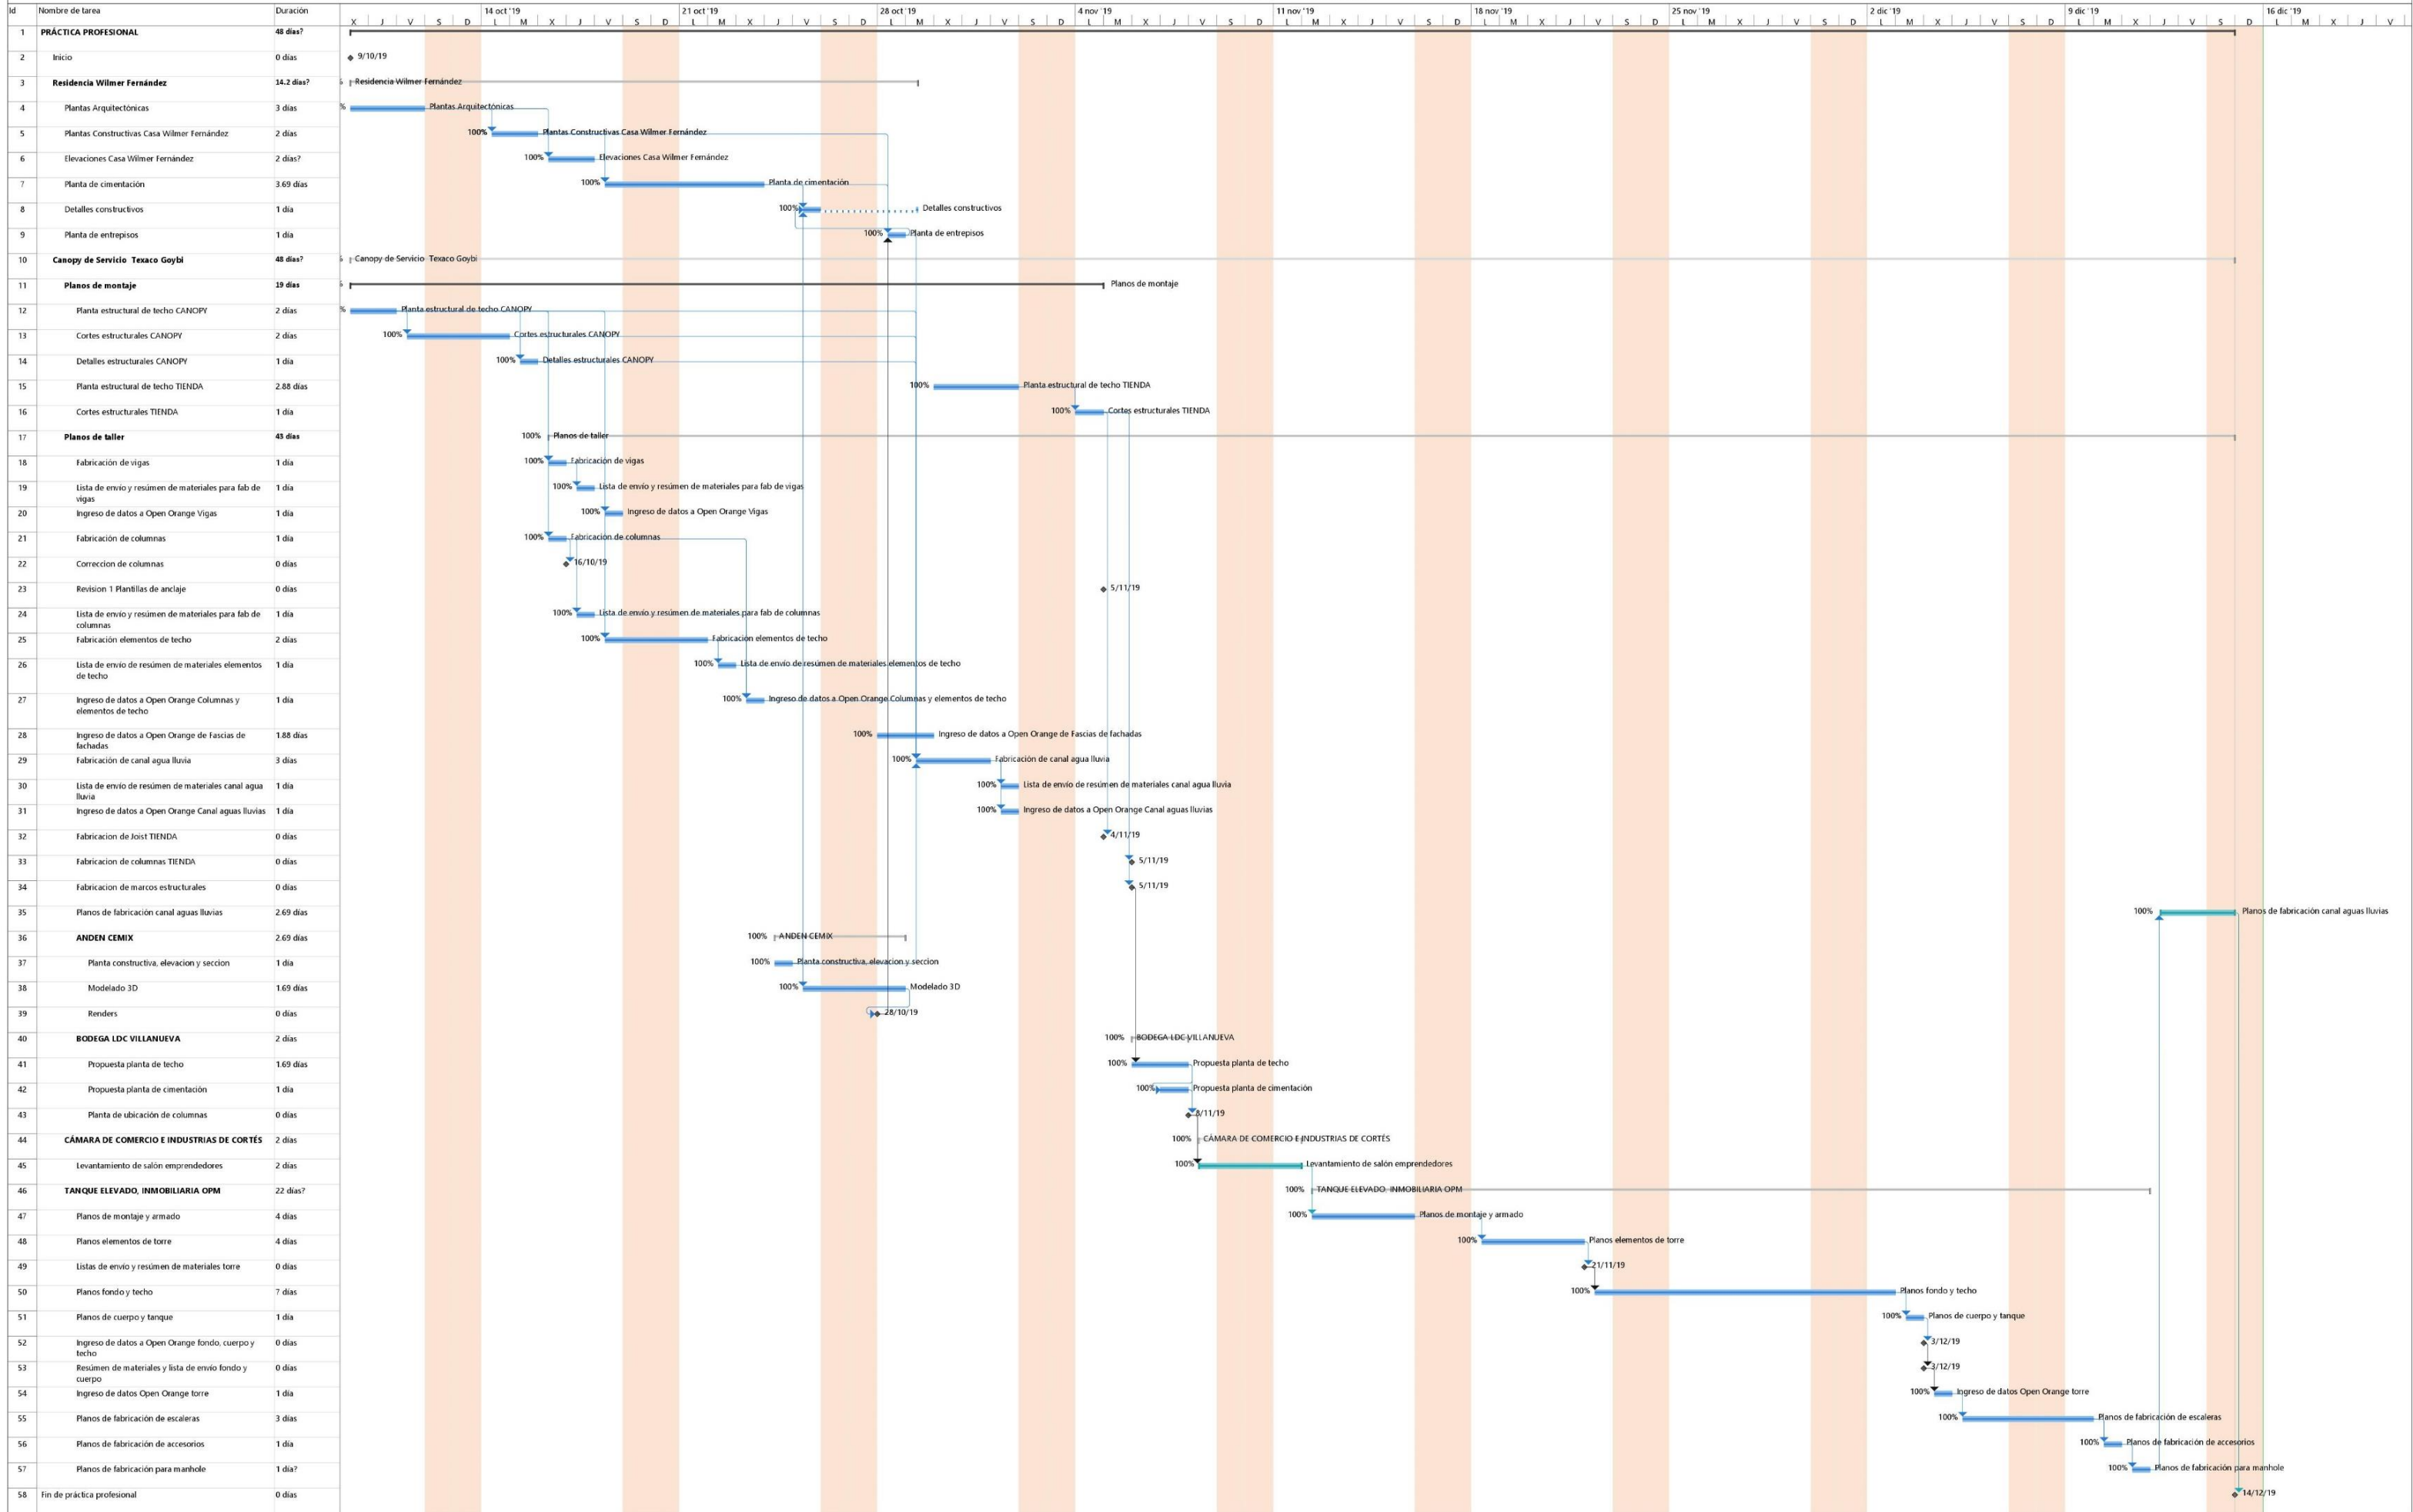 Id Nombre de tarea Duración 14 oct '19 21 oct '19 28 oct '19 4 nov '19 11 nov '19 18 nov '19 25 nov '19 2 dic '19 9 dic '19 16 dic '19
X J V S D L M X J V S D L M X J V S D L M X J V S D L M X J V S D L M X J V S D L M X J V S D L M X J V S D L M X J V S D L M X J V S D L M X J V
1 PRÁCTICA PROFESIONAL 48 días?
2 Inicio 0 días 9/10/19
3 Residencia Wilmer Fernández 14.2 días? Residencia Wilmer Fernández
4 Plantas Arquitectónicas 3 días % Plantas Arquitectónicas
5 Plantas Constructivas Casa Wilmer Fernández 2 días 100% Plantas Constructivas Casa Wilmer Fernández
6 Elevaciones Casa Wilmer Fernández 2 días? 100% Elevaciones Casa Wilmer Fernández
7 Planta de cimentación 3.69 días 100% Planta de cimentación
8 Detalles constructivos 1 día 100% Detalles constructivos
9 Planta de entrepisos 1 día 100% Planta de entrepisos
10 Canopy de Servicio Texaco Goybi 48 días? Canopy de Servicio Texaco Goybi
11 Planos de montaje 19 días Planos de montaje
12 Planta estructural de techo CANOPY 2 días % Planta estructural de techo CANOPY
13 Cortes estructurales CANOPY 2 días 100% Cortes estructurales CANOPY
14 Detalles estructurales CANOPY 1 día 100% Detalles estructurales CANOPY
15 Planta estructural de techo TIENDA 2.88 días 100% Planta estructural de techo TIENDA
16 Cortes estructurales TIENDA 1 día 100% Cortes estructurales TIENDA
17 Planos de taller 43 días 100% Planos de taller
18 Fabricación de vigas 1 día 100% Fabricación de vigas
19 Lista de envío y resúmen de materiales para fab de 1 día 100% Lista de envío y resúmen de materiales para fab de vigas
vigas
20 Ingreso de datos a Open Orange Vigas 1 día 100% Ingreso de datos a Open Orange Vigas
21 Fabricación de columnas 1 día 100% Fabricación de columnas
22 Correccion de columnas 0 días 16/10/19
23 Revision 1 Plantillas de anclaje 0 días 5/11/19
24 Lista de envío y resúmen de materiales para fab de 1 día 100% Lista de envío y resúmen de materiales para fab de columnas
columnas
25 Fabricación elementos de techo 2 días 100% Fabricación elementos de techo
26 Lista de envío de resúmen de materiales elementos 1 día 100% Lista de envío de resúmen de materiales elementos de techo
de techo
27 Ingreso de datos a Open Orange Columnas y 1 día 100% Ingreso de datos a Open Orange Columnas y elementos de techo
elementos de techo
28 Ingreso de datos a Open Orange de Fascias de 1.88 días 100% Ingreso de datos a Open Orange de Fascias de fachadas
fachadas
29 Fabricación de canal agua lluvia 3 días 100% Fabricación de canal agua lluvia
30 Lista de envío de resúmen de materiales canal agua 1 día 100% Lista de envío de resúmen de materiales canal agua lluvia
lluvia
31 Ingreso de datos a Open Orange Canal aguas lluvias 1 día 100% Ingreso de datos a Open Orange Canal aguas lluvias
32 Fabricacion de Joist TIENDA 0 días 4/11/19
33 Fabricacion de columnas TIENDA 0 días 5/11/19
34 Fabricacion de marcos estructurales 0 días 5/11/19
35 Planos de fabricación canal aguas lluvias 2.69 días 100% Planos de fabricación canal aguas lluvias
36 ANDEN CEMIX 2.69 días 100% ANDEN CEMIX
37 Planta constructiva, elevacion y seccion 1 día 100% Planta constructiva, elevacion y seccion
38 Modelado 3D 1.69 días 100% Modelado 3D
39 Renders 0 días 28/10/19
40 BODEGA LDC VILLANUEVA 2 días 100% BODEGA LDC VILLANUEVA
41 Propuesta planta de techo 1.69 días 100% Propuesta planta de techo
42 Propuesta planta de cimentación 1 día 100% Propuesta planta de cimentación
43 Planta de ubicación de columnas 0 días /11/19
44 CÁMARA DE COMERCIO E INDUSTRIAS DE CORTÉS 2 días 100% CÁMARA DE COMERCIO E INDUSTRIAS DE CORTÉS
45 Levantamiento de salón emprendedores 2 días 100% Levantamiento de salón emprendedores
46 TANQUE ELEVADO, INMOBILIARIA OPM 22 días? 100% TANQUE ELEVADO, INMOBILIARIA OPM
47 Planos de montaje y armado 4 días 100% Planos de montaje y armado
48 Planos elementos de torre 4 días 100% Planos elementos de torre
49 Listas de envío y resúmen de materiales torre 0 días 21/11/19
50 Planos fondo y techo 7 días 100% Planos fondo y techo
51 Planos de cuerpo y tanque 1 día 100% Planos de cuerpo y tanque
52 Ingreso de datos a Open Orange fondo, cuerpo y 0 días 3/12/19
techo
53 Resúmen de materiales y lista de envío fondo y 0 días 3/12/19
cuerpo
54 Ingreso de datos Open Orange torre 1 día 100% Ingreso de datos Open Orange torre
55 Planos de fabricación de escaleras 3 días 100% Planos de fabricación de escaleras
56 Planos de fabricación de accesorios 1 día 100% Planos de fabricación de accesorios
57 Planos de fabricación para manhole 1 día? 100% Planos de fabricación para manhole
58 Fin de práctica profesional 0 días 14/12/19